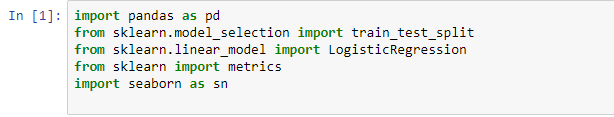 In [1]: import pandas as pd
from sklearn.model_selection import train_test_split
from sklearn.linear_model import LogisticRegression
from sklearn import metrics
import seaborn as sn